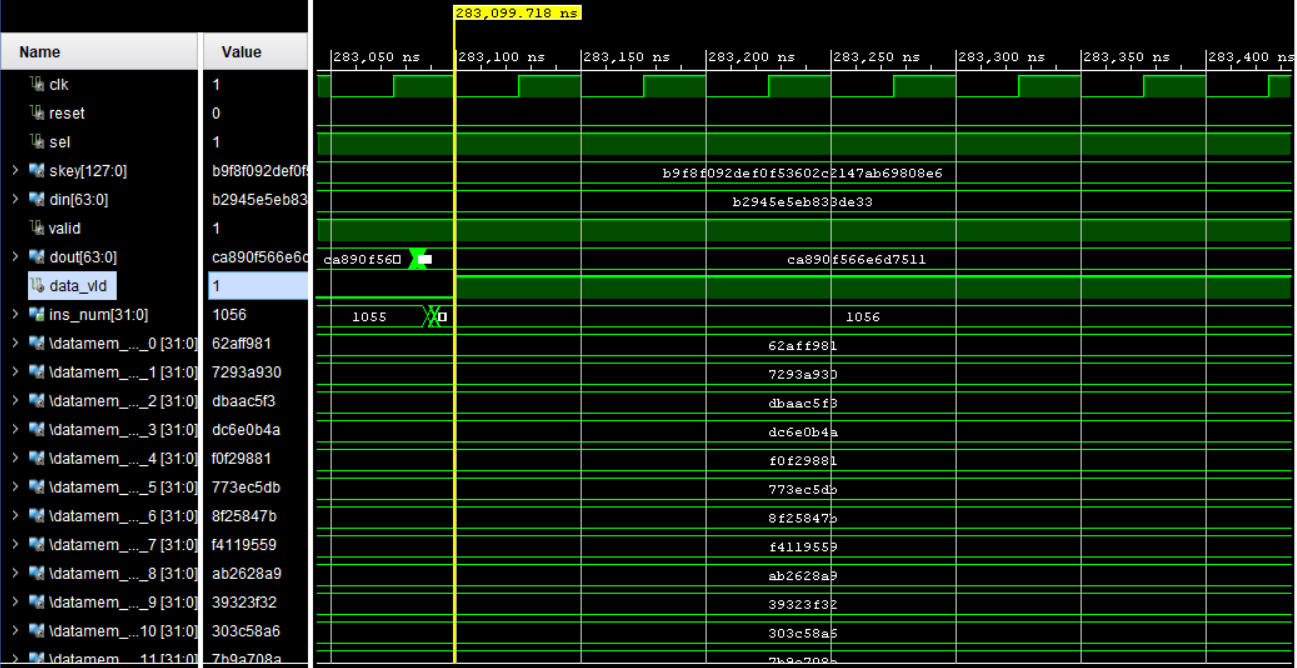 283,099.718 ns
Name Value 283,050 ns 283,100 ns 283,150 ns 283,200 ns 283,250 ns 283,300 ns 283,350 ns 283,400 ns
clk 1
reset 0
sel 1
skey[127:0] b9f8f092def0f b9f8f092def0f53602c2147ab69808e6
din[63:0] b2945e5eb83 b2945e5eb833de33
valid 1
dout[63:0] ca890f566e6 ca890f56 ca890f566e6d7511
data_vld 1
ins_num[31:0] 1056 1055 1056
\datamem_..._0 [31:0] 62aff981 62aff981
\datamem_..._1 [31:0] 7293a930 7293a930
\datamem_..._2 [31:0] dbaac5f3 dbaac5f3
\datamem_..._3 [31:0] dc6e0b4a dc6e0b4a
\datamem_..._4 [31:0] f0f29881 f0f29881
\datamem_..._5 [31:0] 773ec5db 773ec5db
\datamem_..._6 [31:0] 8f25847b 8f25847b
\datamem_..._7 [31:0] f4119559 f4119559
\datamem_..._8 [31:0] ab2628a9 ab2628a9
\datamem_..._9 [31:0] 39323f32 39323f32
\datamem_...10 [31:0] 303c58a6 303c58a6
\datamem_...11 [31:0] 7b9a708a 7b9a708a